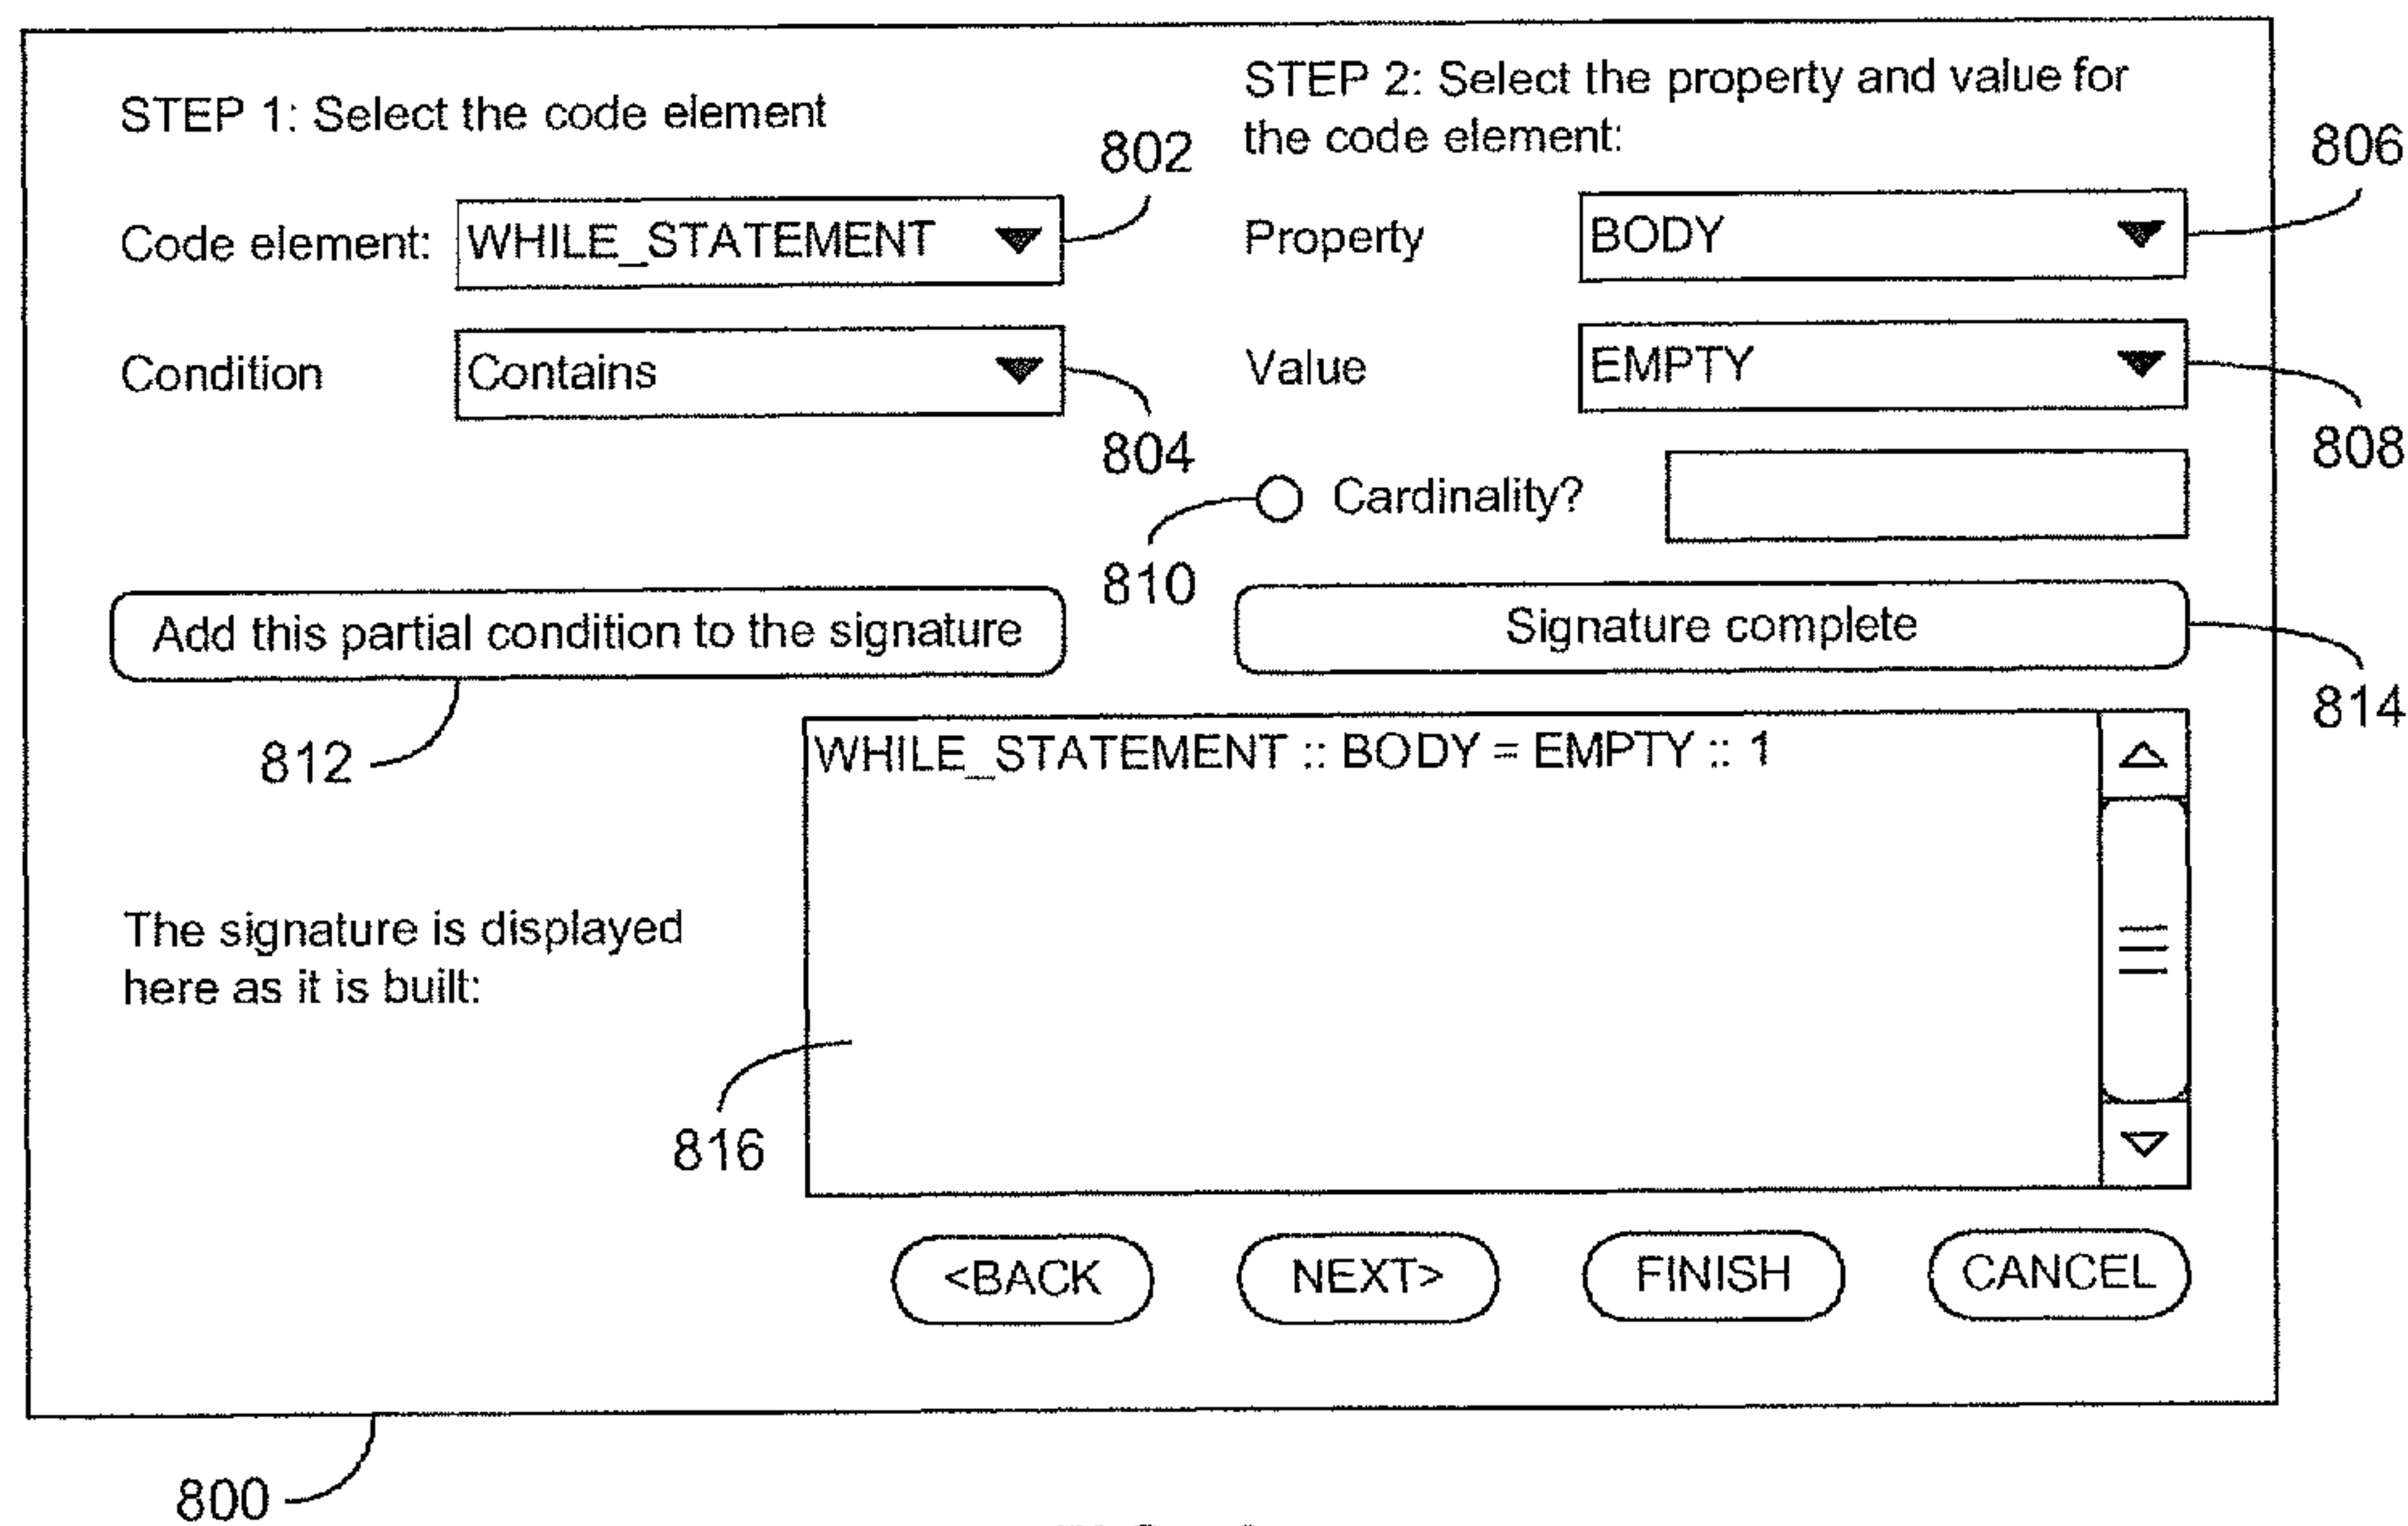 STEP 1: Select the code element
STEP 2: Select the property and value for
the code element:
802
806
Code element:
WHILE_STATEMENT
Property
BODY
Condition
Contains
Value
EMPTY
804
808
Cardinality?
810
Add this partial condition to the signature
Signature complete
812
814
WHILE_STATEMENT :: BODY = EMPTY :: 1
The signature is displayed
here as it is built:
816
<BACK
NEXT>
FINISH
CANCEL
800